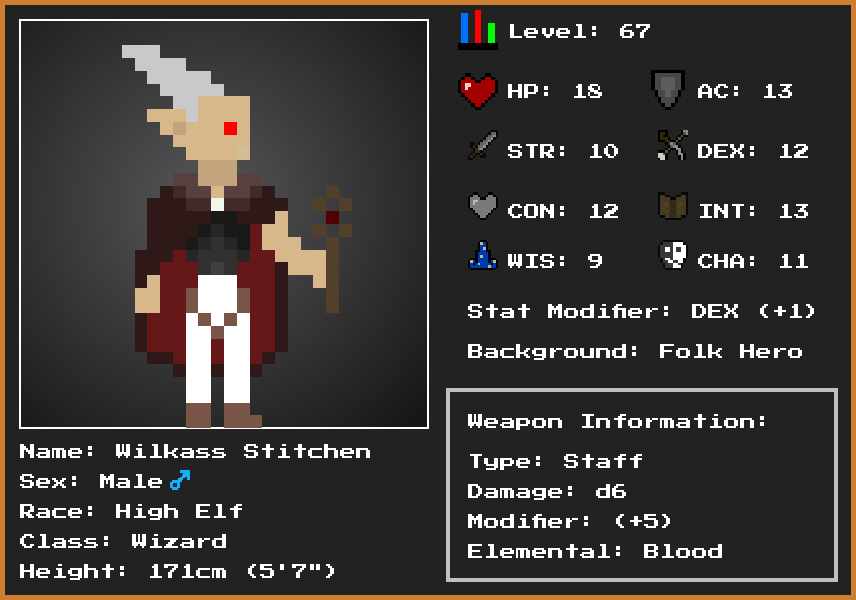 Level: 67
HP: 18 AC: 13
STR: 10 DEX: 12
CON: 12 INT: 13
WIS: 9 CHA: 11
Stat Modifier: DEX (+1)
Background: Folk Hero
Weapon Information:
Type: Staff
Damage: d6
Modifier: (+5)
Elemental: Blood
Name: Wilkass Stitchen
Sex: Male♂
Race: High Elf
Class: Wizard
Height: 171cm (5'7")